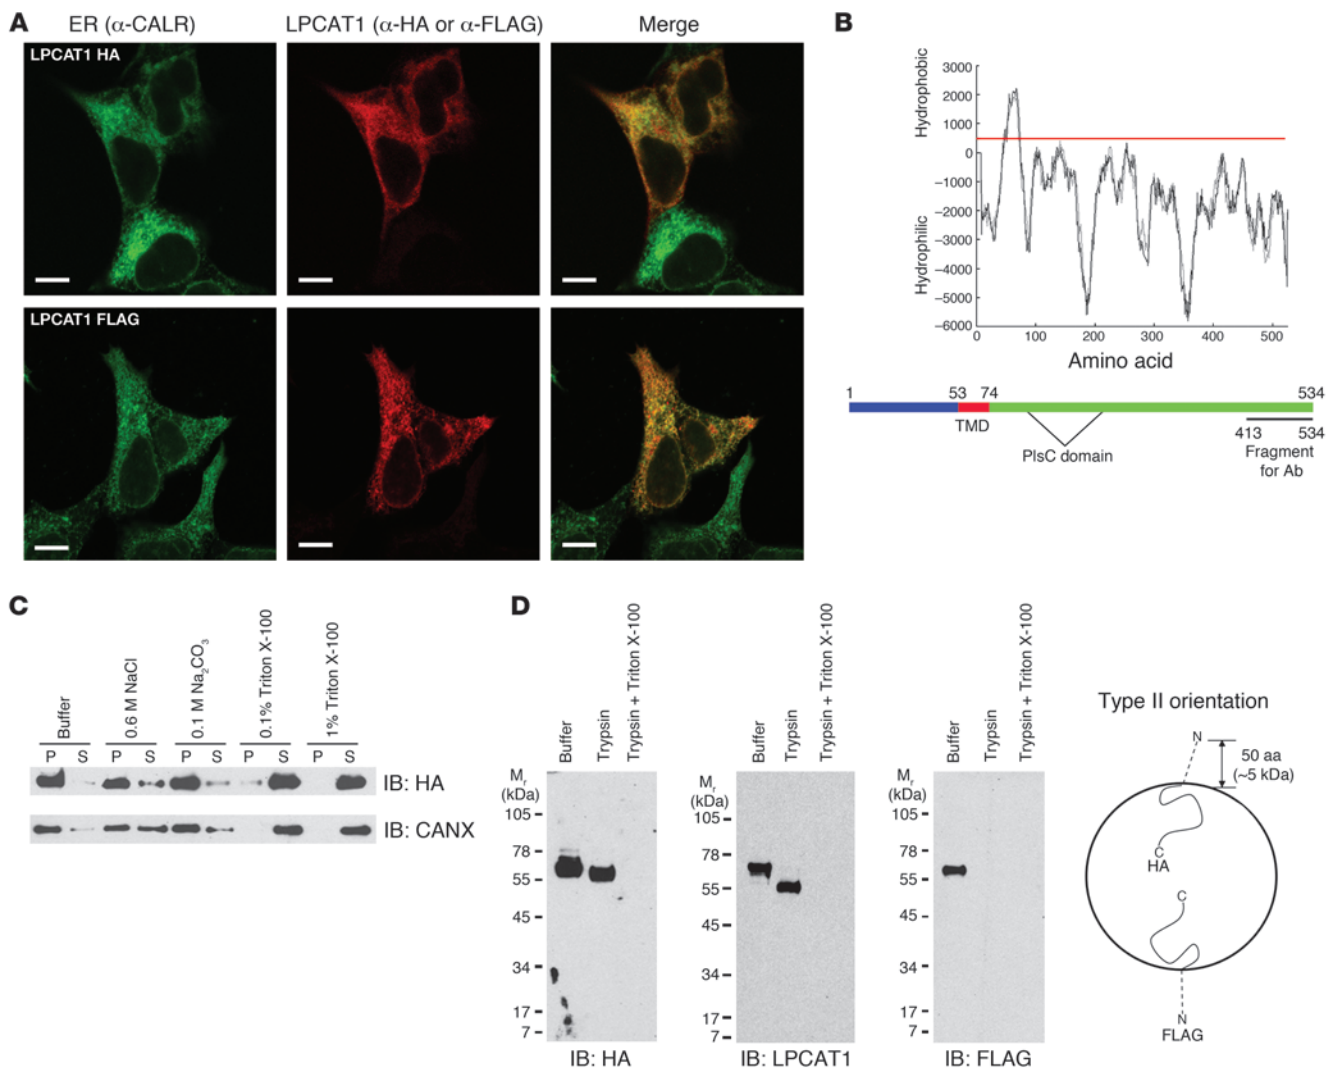 A
ER (α-CALR)
LPCAT1 (α-HA or α-FLAG)
Merge
LPCAT1 HA
LPCAT1 FLAG
B
Hydrophobic
Hydrophilic
3000
2000
1000
0
–1000
–2000
–3000
–4000
–5000
–6000
0 100 200 300 400 500
Amino acid
1 53 74 534
TMD
PlsC domain
413 534
Fragment
for Ab
C
Buffer
0.6 M NaCl
0.1 M Na2CO3
0.1% Triton X-100
1% Triton X-100
P S P S P S P S P S
IB: HA
IB: CANX
D
Buffer
Trypsin
Trypsin + Triton X-100
Mr
(kDa)
105
78
55
45
34
17
7
IB: HA
Buffer
Trypsin
Trypsin + Triton X-100
Mr
(kDa)
105
78
55
45
34
17
7
IB: LPCAT1
Buffer
Trypsin
Trypsin + Triton X-100
Mr
(kDa)
105
78
55
45
34
17
7
IB: FLAG
Type II orientation
N
50 aa
(~5 kDa)
C
HA
C
N
FLAG